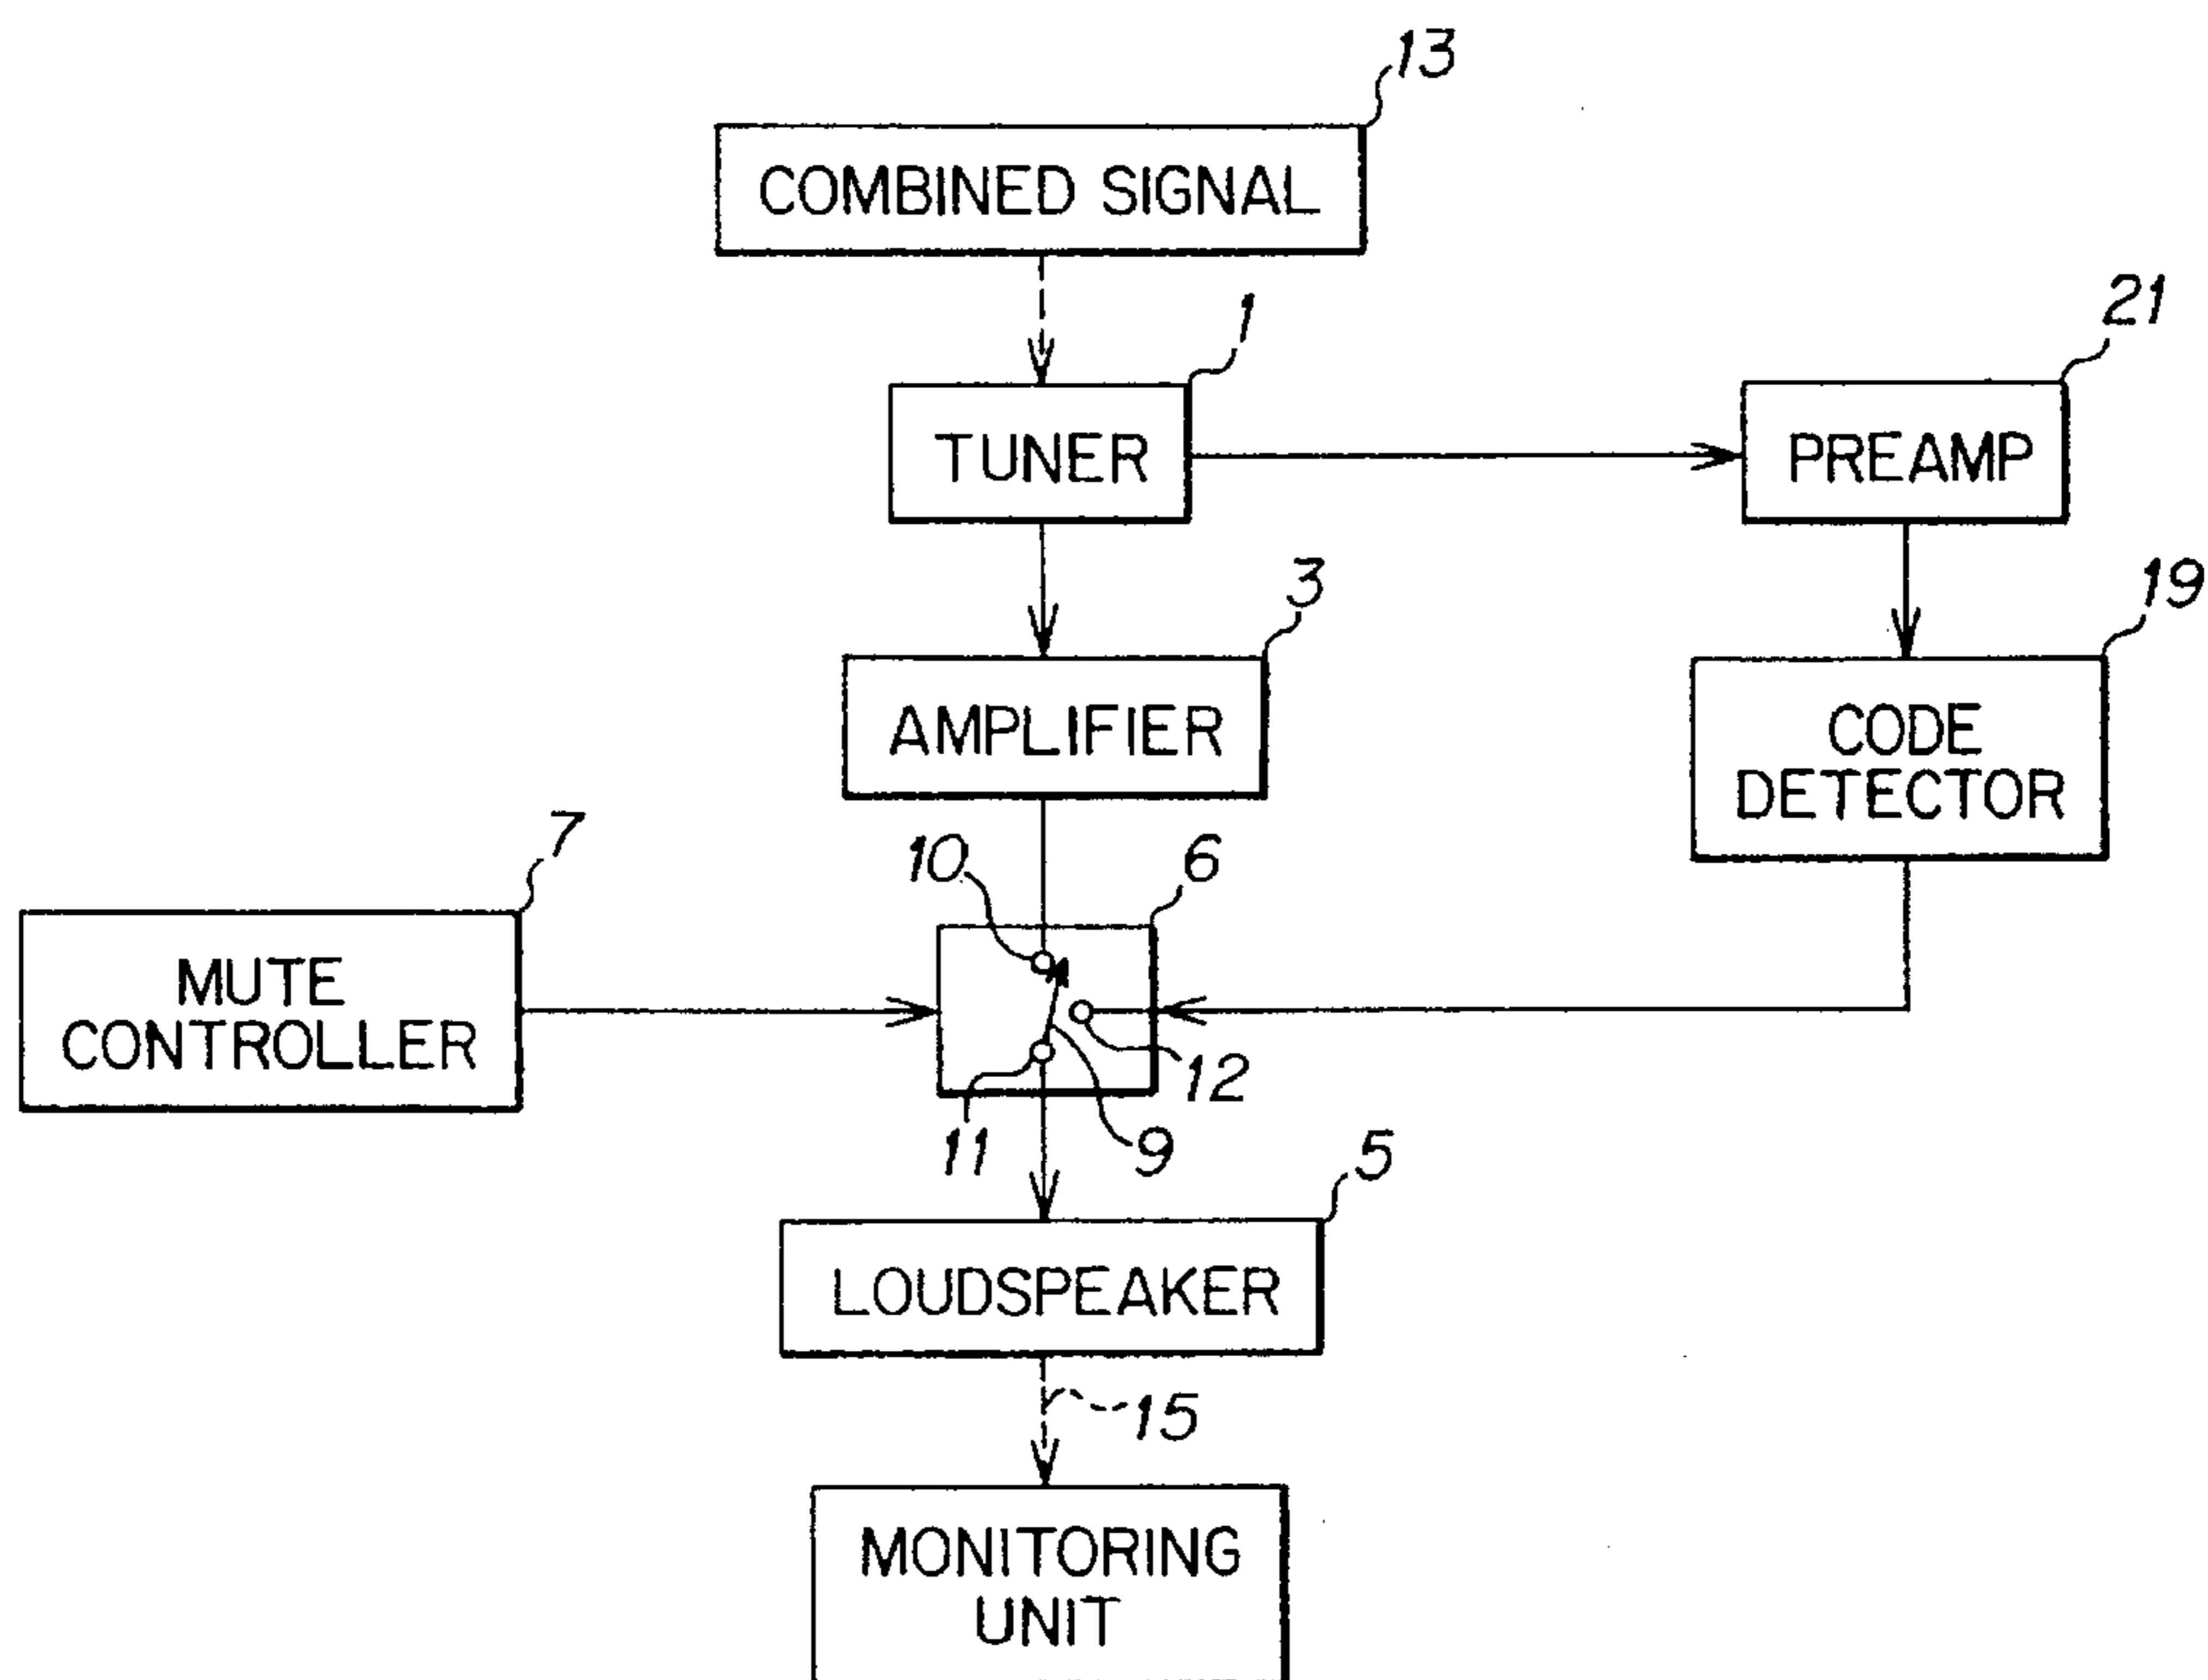 13
COMBINED SIGNAL
1
21
TUNER
PREAMP
3
19
AMPLIFIER
CODE
DETECTOR
7
10
6
MUTE
CONTROLLER
12
11
9
5
LOUDSPEAKER
15
MONITORING
UNIT